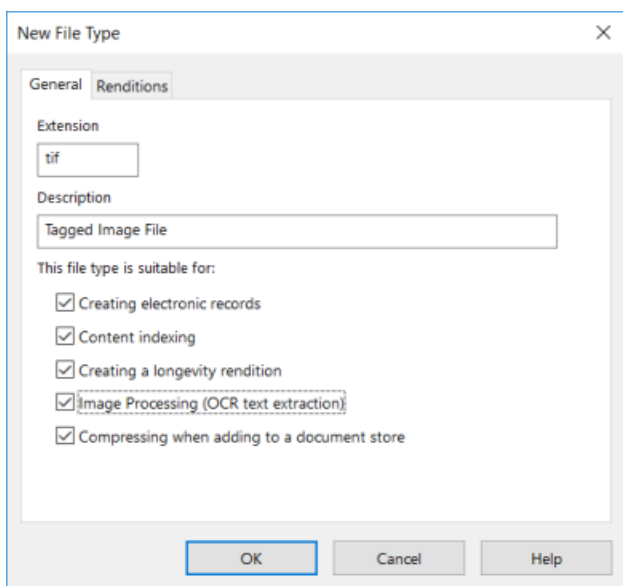 New File Type
General Renditions
Extension
tif
Description
Tagged Image File
This file type is suitable for:
Creating electronic records
Content indexing
Creating a longevity rendition
Image Processing (OCR text extraction)
Compressing when adding to a document store
OK Cancel Help